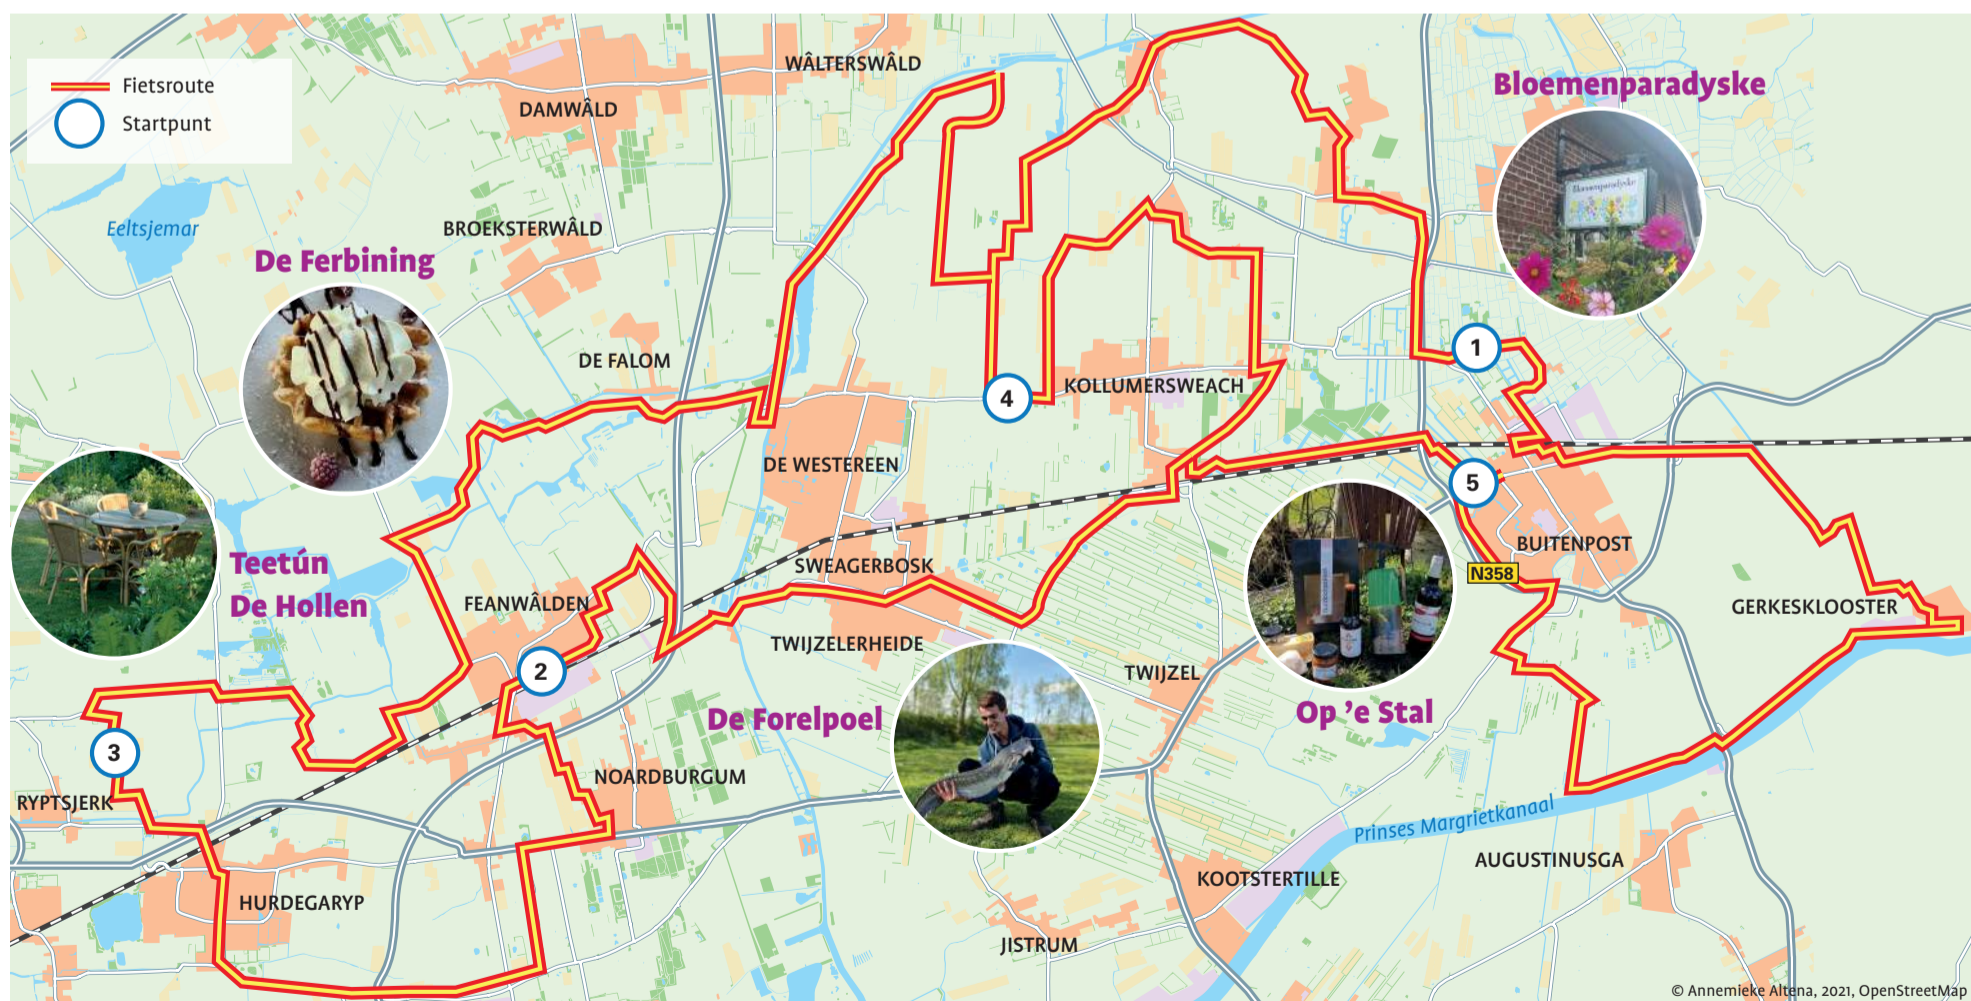 Fietsroute
Startpunt
WÂLTERSWÂLD
DAMWÂLD
Bloemenparadyske
Bloemenparadyske
Eeltsjemar
BROEKSTERWÂLD
De Ferbining
DE FALOM
1
4
KOLLUMERSWEACH
DE WESTEREEN
5
BUITENPOST
N358
Teetún
De Hollen
FEANWÂLDEN
SWEAGERBOSK
GERKESKLOOSTER
TWIJZELERHEIDE
2
TWIJZEL
De Forelpoel
Op ’e Stal
3
NOARDBURGUM
RYPTSJERK
Prinses Margrietkanaal
AUGUSTINUSGA
KOOTSTERTILLE
HURDEGARYP
JISTRUM
© Annemieke Altena, 2021, OpenStreetMap